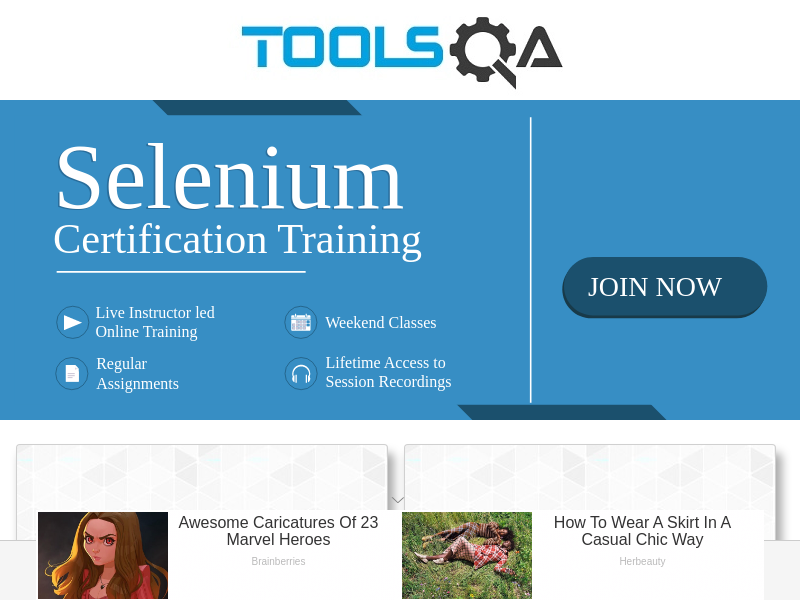 TOOLSQA
Selenium
Certification Training
JOIN NOW
Live Instructor led
Online Training
Weekend Classes
Regular
Assignments
Lifetime Access to
Session Recordings
Awesome Caricatures Of 23
Marvel Heroes
Brainberries
How To Wear A Skirt In A
Casual Chic Way
Herbeauty